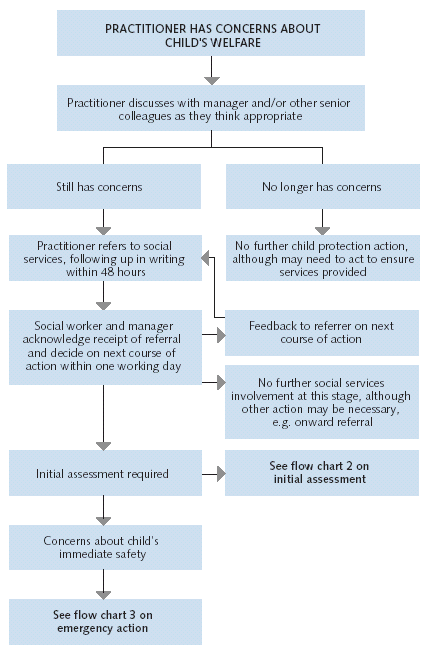 PRACTITIONER HAS CONCERNS ABOUT
CHILD'S WELFARE
Practitioner discusses with manager and/or other senior
colleagues as they think appropriate
Still has concerns
No longer has concerns
Practitioner refers to social
services, following up in writing
within 48 hours
No further child protection action,
although may need to act to ensure
services provided
Social worker and manager
acknowledge receipt of referral
and decide on next course of
action within one working day
Feedback to referrer on next
course of action
No further social services
involvement at this stage, although
other action may be necessary,
e.g. onward referral
Initial assessment required
See flow chart 2 on
initial assessment
Concerns about child's
immediate safety
See flow chart 3 on
emergency action